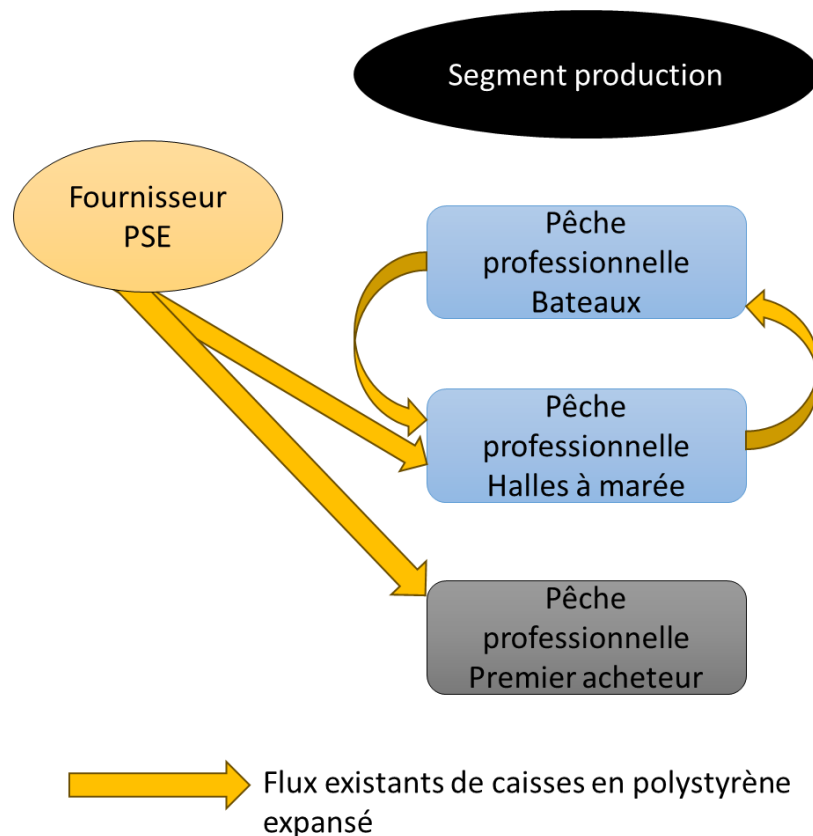 Segment production
Fournisseur
PSE
Pêche
professionnelle
Bateaux
Pêche
professionnelle
Halles à marée
Pêche
professionnelle
Premier acheteur
Flux existants de caisses en polystyrène
expansé